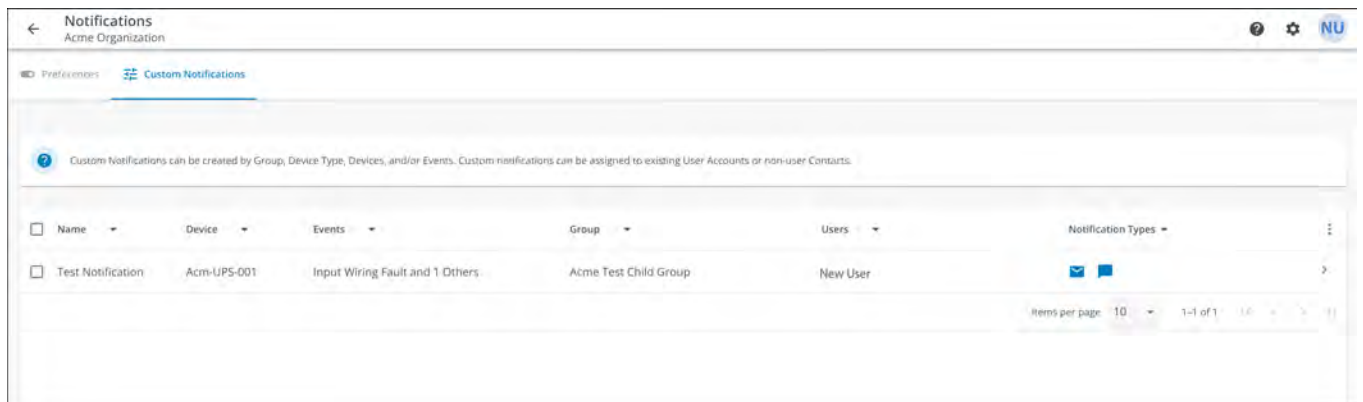 Notifications
Acme Organization
NU
Preferences Custom Notifications
Custom Notifications can be created by Group, Device Type, Devices, and/or Events. Custom notifications can be assigned to existing User Accounts or non-user Contacts.
Name Device Events Group Users Notification Types
Test Notification Acm-UPS-001 Input Wiring Fault and 1 Others Acme Test Child Group New User
Items per page 10 1-1 of 1